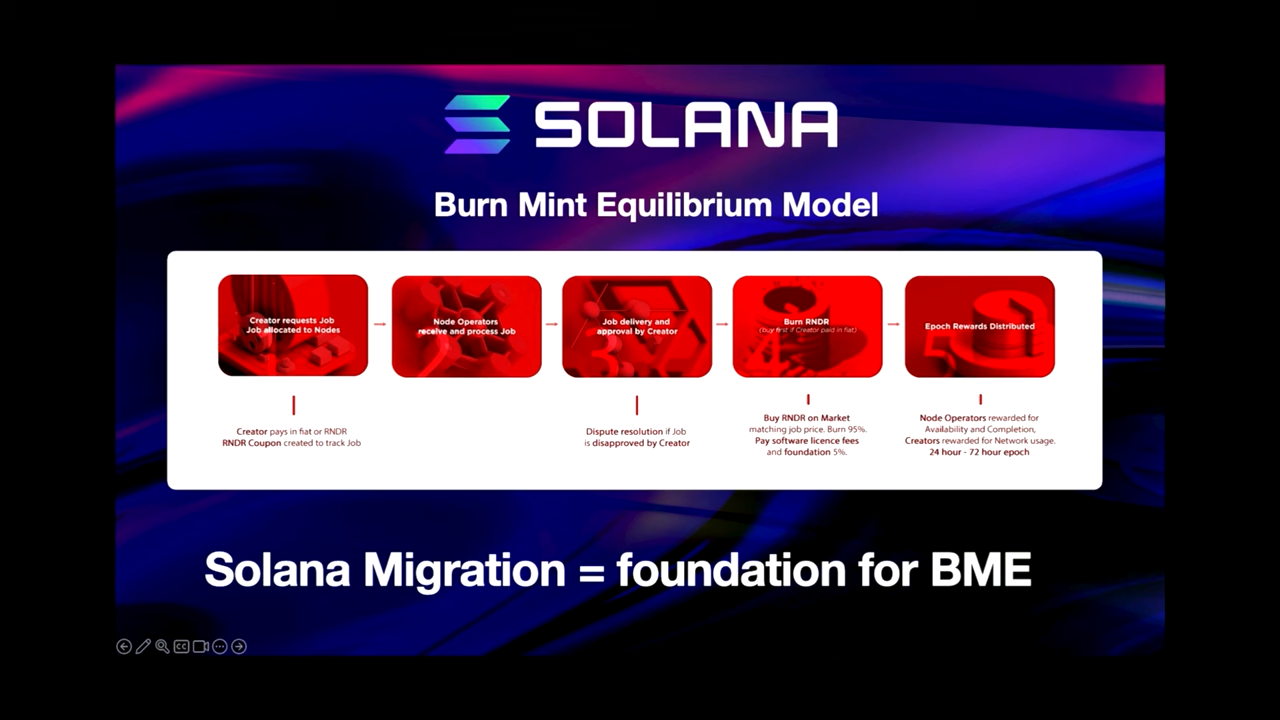 SOLANA
Burn Mint Equilibrium Model
Creator requests Job
Job allocated to Nodes
Node Operators
receive and process Job
Job delivery and
approval by Creator
Burn RNDR
(buy first if Creator paid in fiat)
Epoch Rewards Distributed
Creator pays in fiat or RNDR
RNDR Coupon created to track Job
Dispute resolution if Job
is disapproved by Creator
Buy RNDR on Market
matching job price. Burn 95%.
Pay software licence fees
and foundation 5%.
Node Operators rewarded for
Availability and Completion,
Creators rewarded for Network usage.
24 hour - 72 hour epoch
Solana Migration = foundation for BME